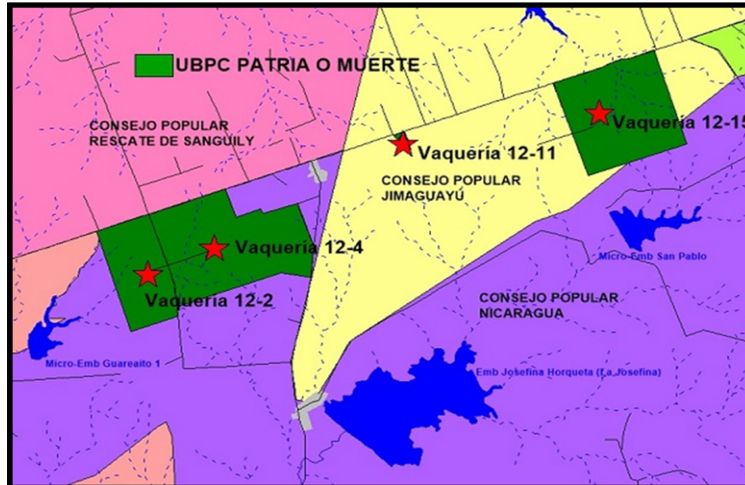 UBPC PATRIA O MUERTE
CONSEJO POPULAR
RESCATE DE SANGUILY
Vaquería 12-15
Vaquería 12-11
CONSEJO POPULAR
JIMAGUAYÚ
Vaquería 12-4
Vaquería 12-2
Micro-Emb San Pablo
CONSEJO POPULAR
NICARAGUA
Micro-Emb Guareaito 1
Emb Josefina Horqueta (La Josefina)